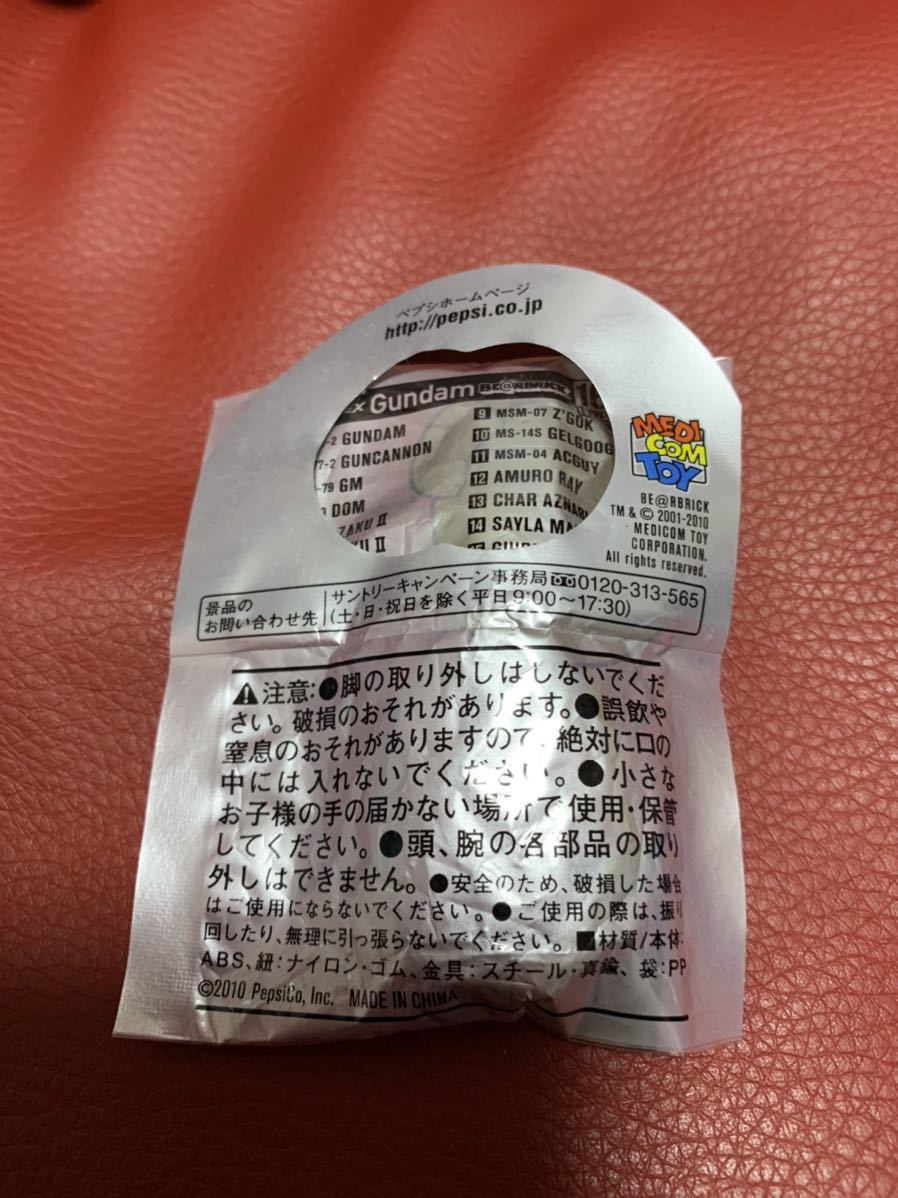 ペプシホームページ
http://pepsi.co.jp
Gundam BE@RBRICK
-2 GUNDAM
7-2 GUNCANNON
-79 GM
DOM
ZAKU II
KU II
9 MSM-07 Z'GOK
10 MS-14S GELGOOG
11 MSM-04 ACGUY
12 AMURO RAY
13 CHAR AZNAB
14 SAYLA MA
MEDI
COM
TOY
BE@RBRICK
TM & © 2001-2010
MEDICOM TOY
CORPORATION.
All rights reserved.
景品の
お問い合わせ先
サントリーキャンペーン事務局 0120-313-565
(土・日・祝日を除く平日9:00〜17:30)
⚠注意:●脚の取り外しはしないでくだ
さい。破損のおそれがあります。●誤飲や
窒息のおそれがありますので、絶対に口の
中には入れないでください。●小さな
お子様の手の届かない場所で使用・保管
してください。●頭、腕の各部品の取り
外しはできません。●安全のため、破損した場合
はご使用にならないでください。●ご使用の際は、振り
回したり、無理に引っ張らないでください。■材質/本体:
ABS、紐:ナイロン・ゴム、金具:スチール・真鍮、袋:PP
©2010 PepsiCo, Inc. MADE IN CHINA